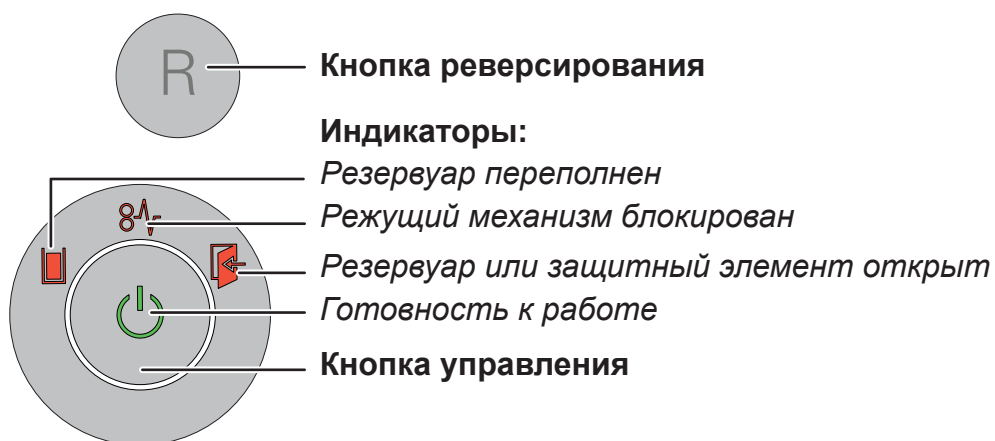 R
Кнопка реверсирования
Индикаторы:
Резервуар переполнен
Режущий механизм блокирован
Резервуар или защитный элемент открыт
Готовность к работе
Кнопка управления